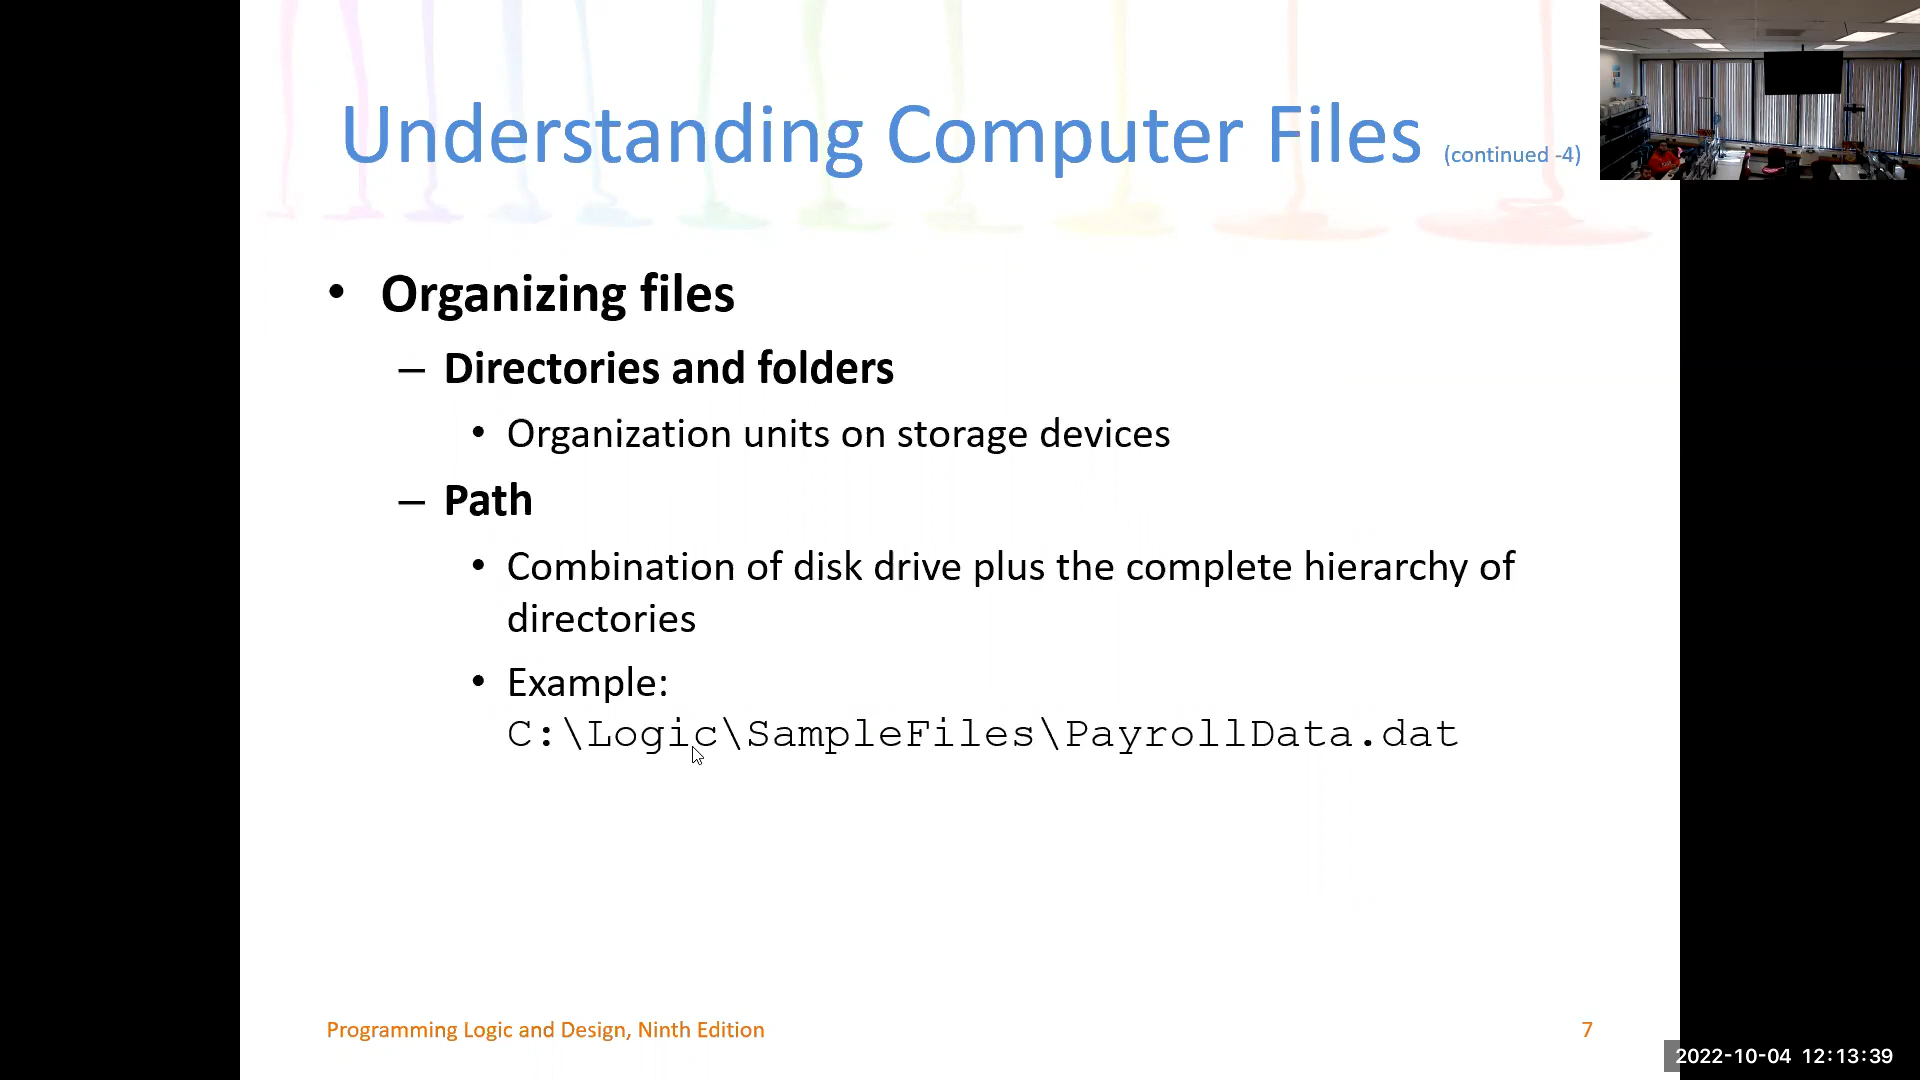 Understanding Computer Files (continued -4)
• Organizing files
– Directories and folders
• Organization units on storage devices
– Path
• Combination of disk drive plus the complete hierarchy of
directories
• Example:
C:\Logic\SampleFiles\PayrollData.dat
Programming Logic and Design, Ninth Edition
7
2022-10-04 12:13:39